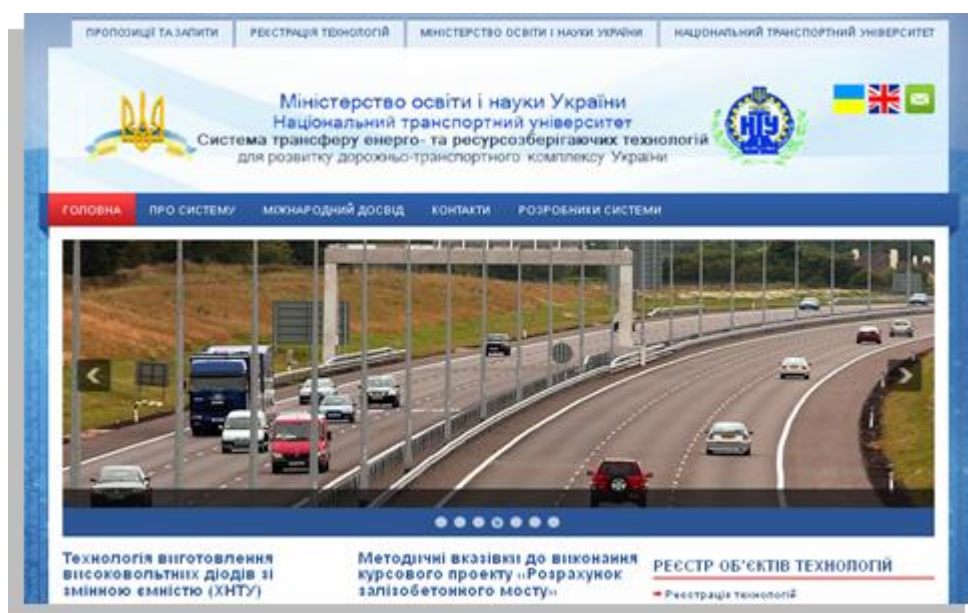 ПРОПОЗИЦІЇ ТА ЗАПИТИ
РЕЄСТРАЦІЯ ТЕХНОЛОГІЙ
МІНІСТЕРСТВО ОСВІТИ І НАУКИ УКРАЇНИ
НАЦІОНАЛЬНИЙ ТРАНСПОРТНИЙ УНІВЕРСИТЕТ
Міністерство освіти і науки України
Національний транспортний університет
Система трансферу енерго- та ресурсозберігаючих технологій
для розвитку дорожньо-транспортного комплексу України
НТУ
ГОЛОВНА
ПРО СИСТЕМУ
МІЖНАРОДНИЙ ДОСВІД
КОНТАКТИ
РОЗРОБНИКИ СИСТЕМИ
Технологія виготовлення
високовольтних діодів зі
змінною ємністю (ХНТУ)
Методичні вказівки до виконання
курсового проекту «Розрахунок
залізобетонного мосту»
РЕЄСТР ОБ'ЄКТІВ ТЕХНОЛОГІЙ
Реєстрація технологій